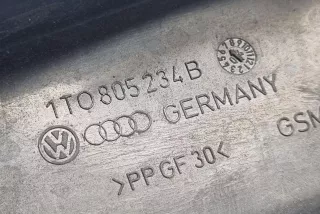 1T0 805 234 B
GERMANY
GSM
>PP GF 30<